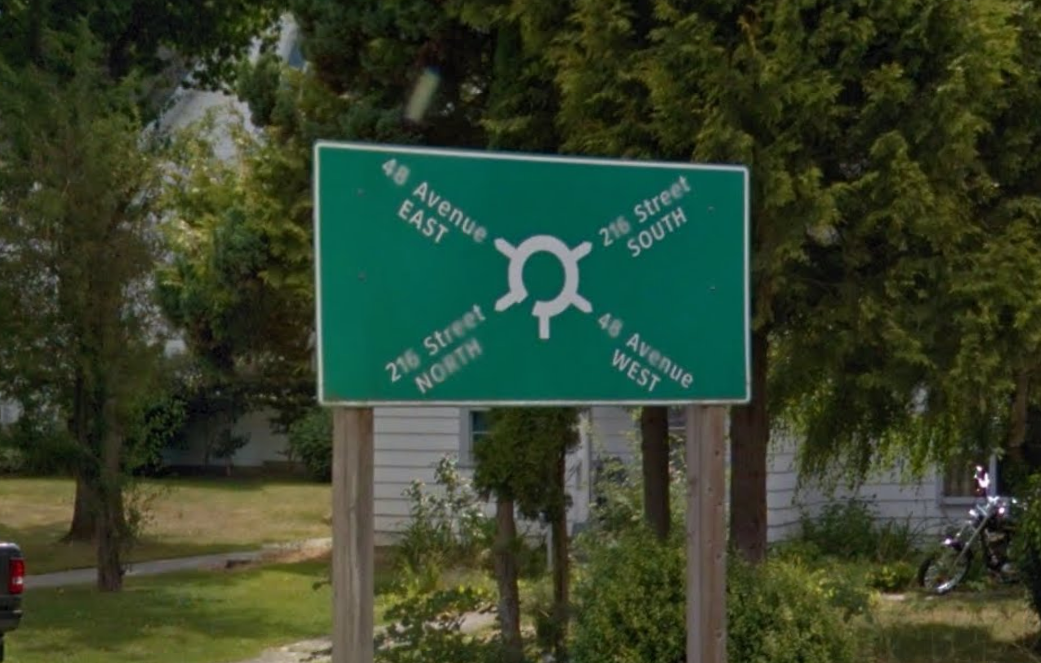 48 Avenue
EAST
216 Street
SOUTH
216 Street
NORTH
48 Avenue
WEST